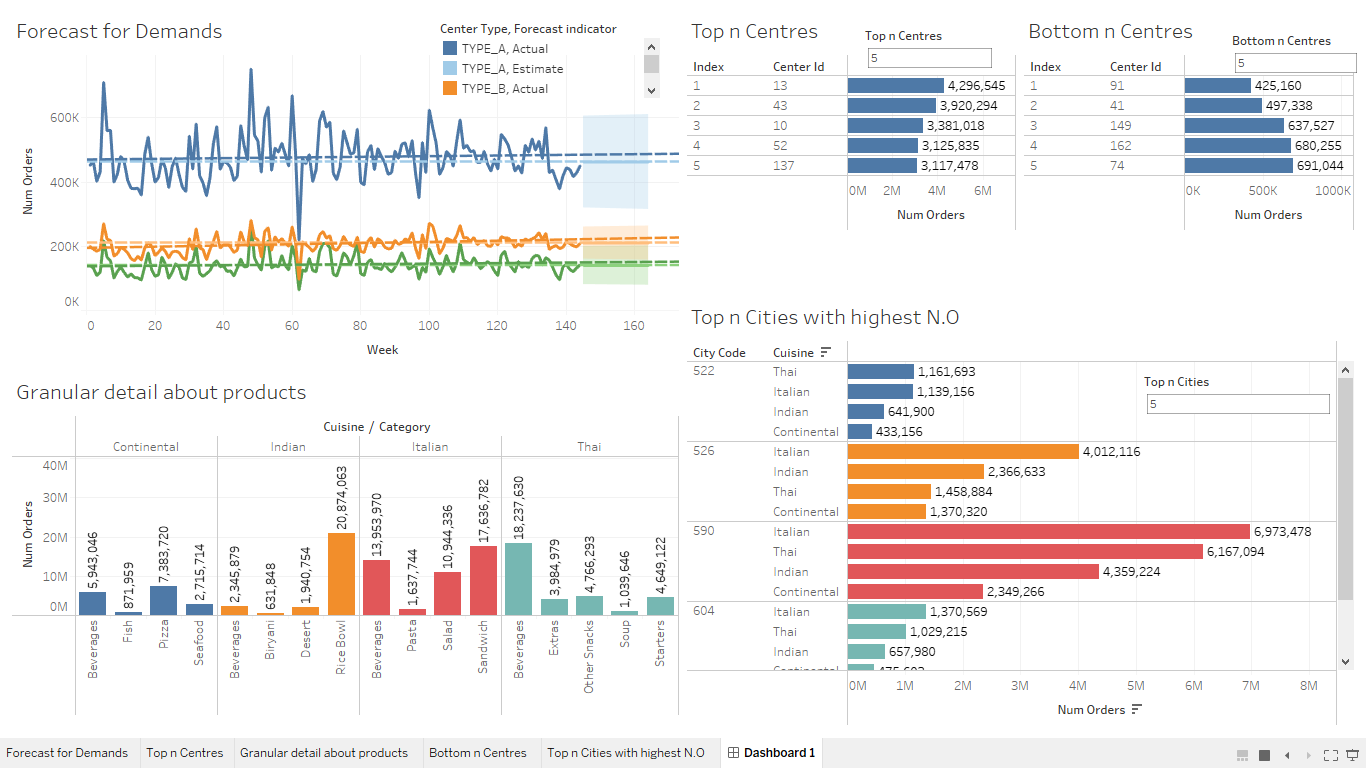 Forecast for Demands
Center Type, Forecast indicator
TYPE_A, Actual
TYPE_A, Estimate
TYPE_B, Actual
Num Orders
600K
400K
200K
0K
0 20 40 60 80 100 120 140 160
Week
Top n Centres
Top n Centres
5
Index Center Id
1 13 4,296,545
2 43 3,920,294
3 10 3,381,018
4 52 3,125,835
5 137 3,117,478
0M 2M 4M 6M
Num Orders
Bottom n Centres
Bottom n Centres
5
Index Center Id
1 91 425,160
2 41 497,338
3 149 637,527
4 162 680,255
5 74 691,044
0K 500K 1000K
Num Orders
Granular detail about products
Cuisine / Category
Continental Indian Italian Thai
Num Orders
40M
30M
20M
10M
0M
5,943,046 871,959 7,383,720 2,715,714 2,345,879 631,848 1,940,754 20,874,063 13,953,970 1,637,744 10,944,336 17,636,782 18,237,630 3,984,979 4,766,293 1,039,646 4,649,122
Beverages Fish Pizza Seafood Beverages Biryani Desert Rice Bowl Beverages Pasta Salad Sandwich Beverages Extras Other Snacks Soup Starters
Top n Cities with highest N.O
City Code Cuisine
Top n Cities
5
522 Thai 1,161,693
Italian 1,139,156
Indian 641,900
Continental 433,156
526 Italian 4,012,116
Indian 2,366,633
Thai 1,458,884
Continental 1,370,320
590 Italian 6,973,478
Thai 6,167,094
Indian 4,359,224
Continental 2,349,266
604 Italian 1,370,569
Thai 1,029,215
Indian 657,980
Continental
0M 1M 2M 3M 4M 5M 6M 7M 8M
Num Orders
Forecast for Demands Top n Centres Granular detail about products Bottom n Centres Top n Cities with highest N.O Dashboard 1